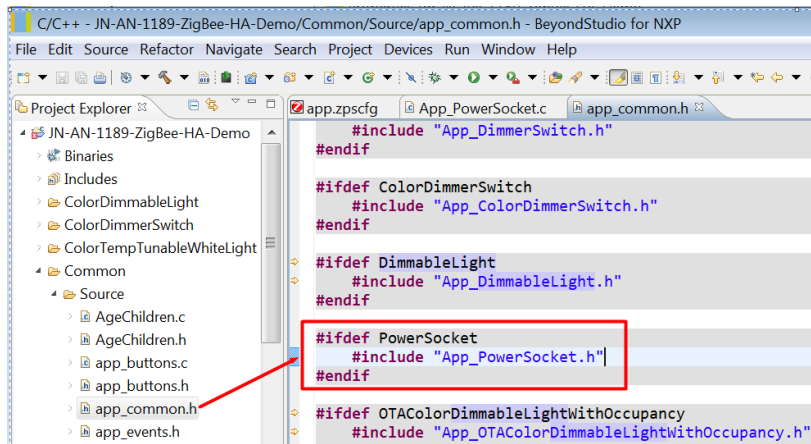 C/C++ - JN-AN-1189-ZigBee-HA-Demo/Common/Source/app_common.h - BeyondStudio for NXP
File Edit Source Refactor Navigate Search Project Devices Run Window Help
Project Explorer
JN-AN-1189-ZigBee-HA-Demo
Binaries
Includes
ColorDimmableLight
ColorDimmerSwitch
ColorTempTunableWhiteLight
Common
Source
AgeChildren.c
AgeChildren.h
app_buttons.c
app_buttons.h
app_common.h
app_events.h
app.zpscfg App_PowerSocket.c app_common.h
#include "App_DimmerSwitch.h"
#endif
#ifdef ColorDimmerSwitch
#include "App_ColorDimmerSwitch.h"
#endif
#ifdef DimmableLight
#include "App_DimmableLight.h"
#endif
#ifdef PowerSocket
#include "App_PowerSocket.h"
#endif
#ifdef OTAColorDimmableLightWithOccupancy
#include "App_OTAColorDimmableLightWithOccupancy.h"